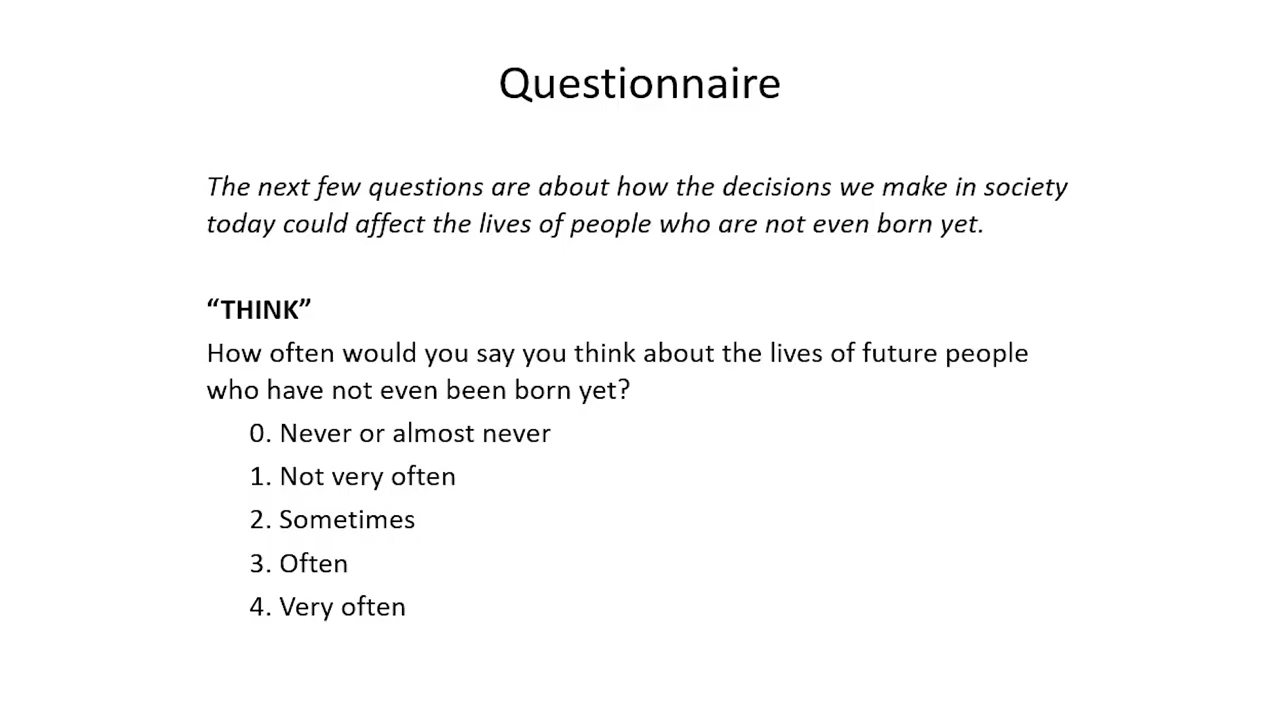 Questionnaire
The next few questions are about how the decisions we make in society
today could affect the lives of people who are not even born yet.
“THINK”
How often would you say you think about the lives of future people
who have not even been born yet?
0. Never or almost never
1. Not very often
2. Sometimes
3. Often
4. Very often